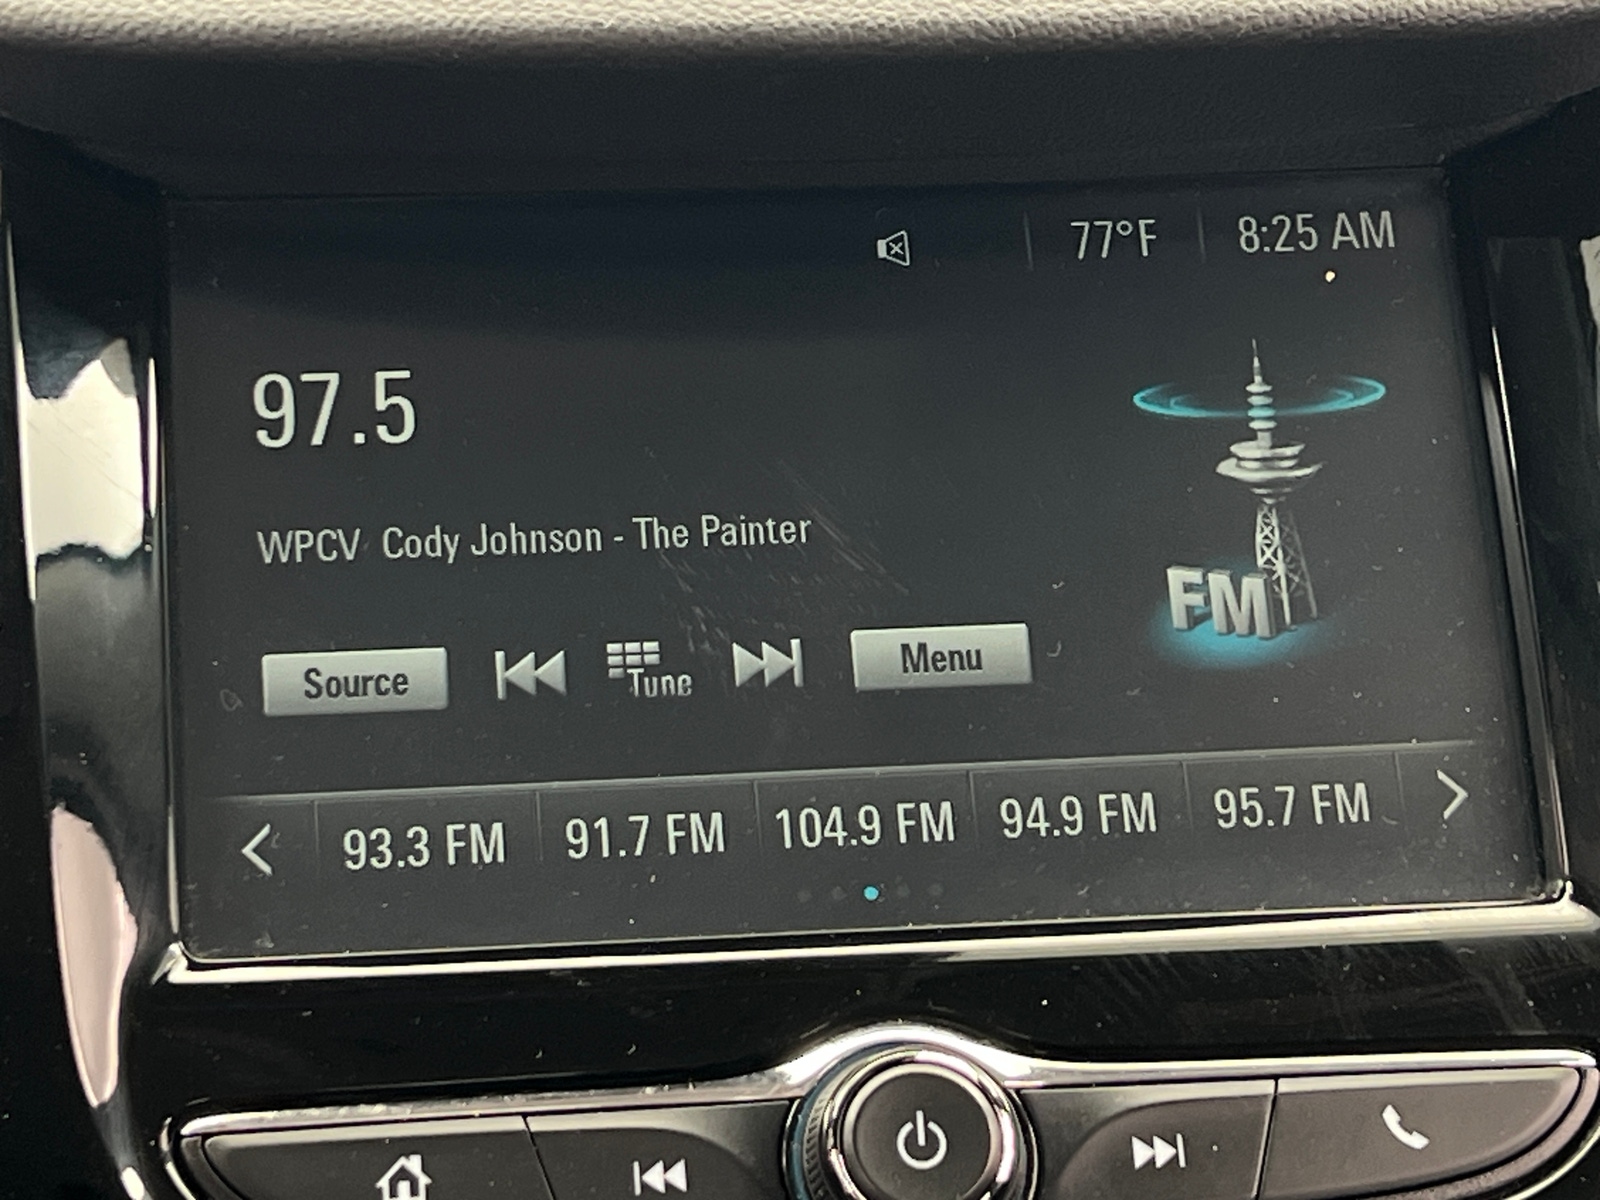 77°F 8:25 AM
97.5
WPCV Cody Johnson - The Painter
FM
Source Tune Menu
93.3 FM 91.7 FM 104.9 FM 94.9 FM 95.7 FM